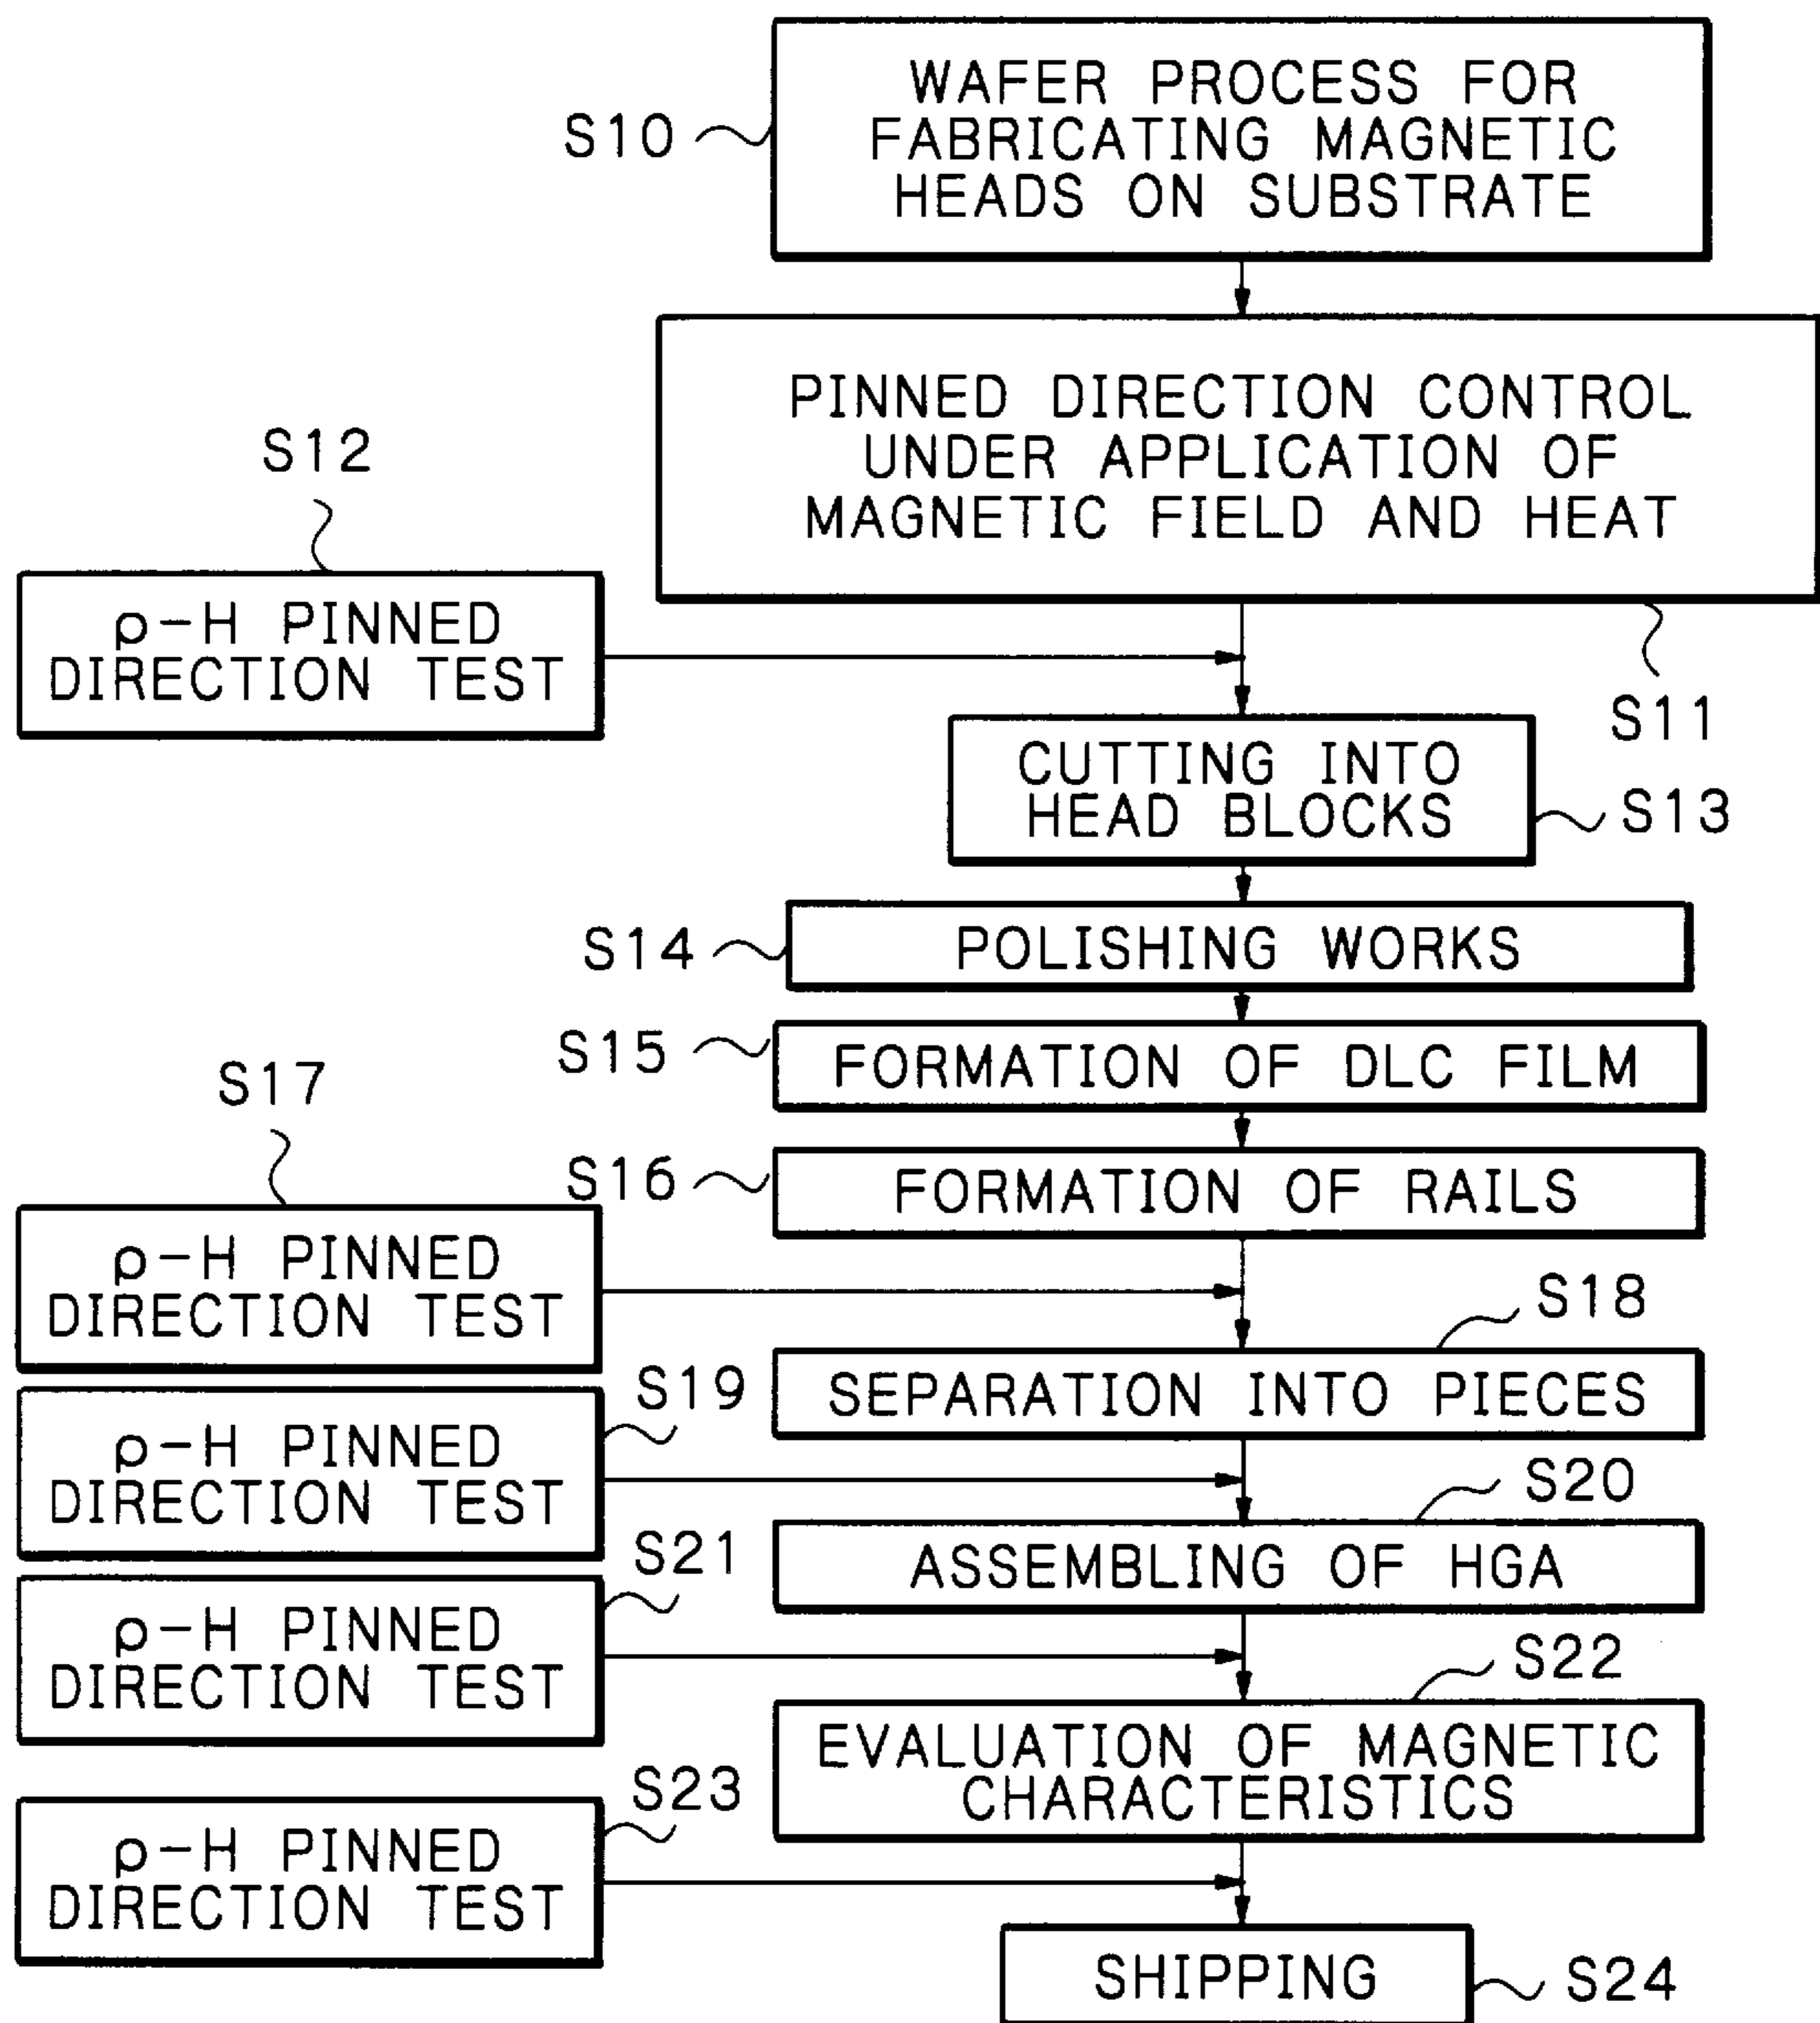 WAFER PROCESS FOR
FABRICATING MAGNETIC
HEADS ON SUBSTRATE
S10
PINNED DIRECTION CONTROL
UNDER APPLICATION OF
MAGNETIC FIELD AND HEAT
S11
S12
ρ-H PINNED
DIRECTION TEST
CUTTING INTO
HEAD BLOCKS
S13
S14
POLISHING WORKS
S15
FORMATION OF DLC FILM
S16
FORMATION OF RAILS
S17
ρ-H PINNED
DIRECTION TEST
S18
SEPARATION INTO PIECES
S19
ρ-H PINNED
DIRECTION TEST
S20
ASSEMBLING OF HGA
S21
ρ-H PINNED
DIRECTION TEST
S22
EVALUATION OF MAGNETIC
CHARACTERISTICS
S23
ρ-H PINNED
DIRECTION TEST
SHIPPING
S24